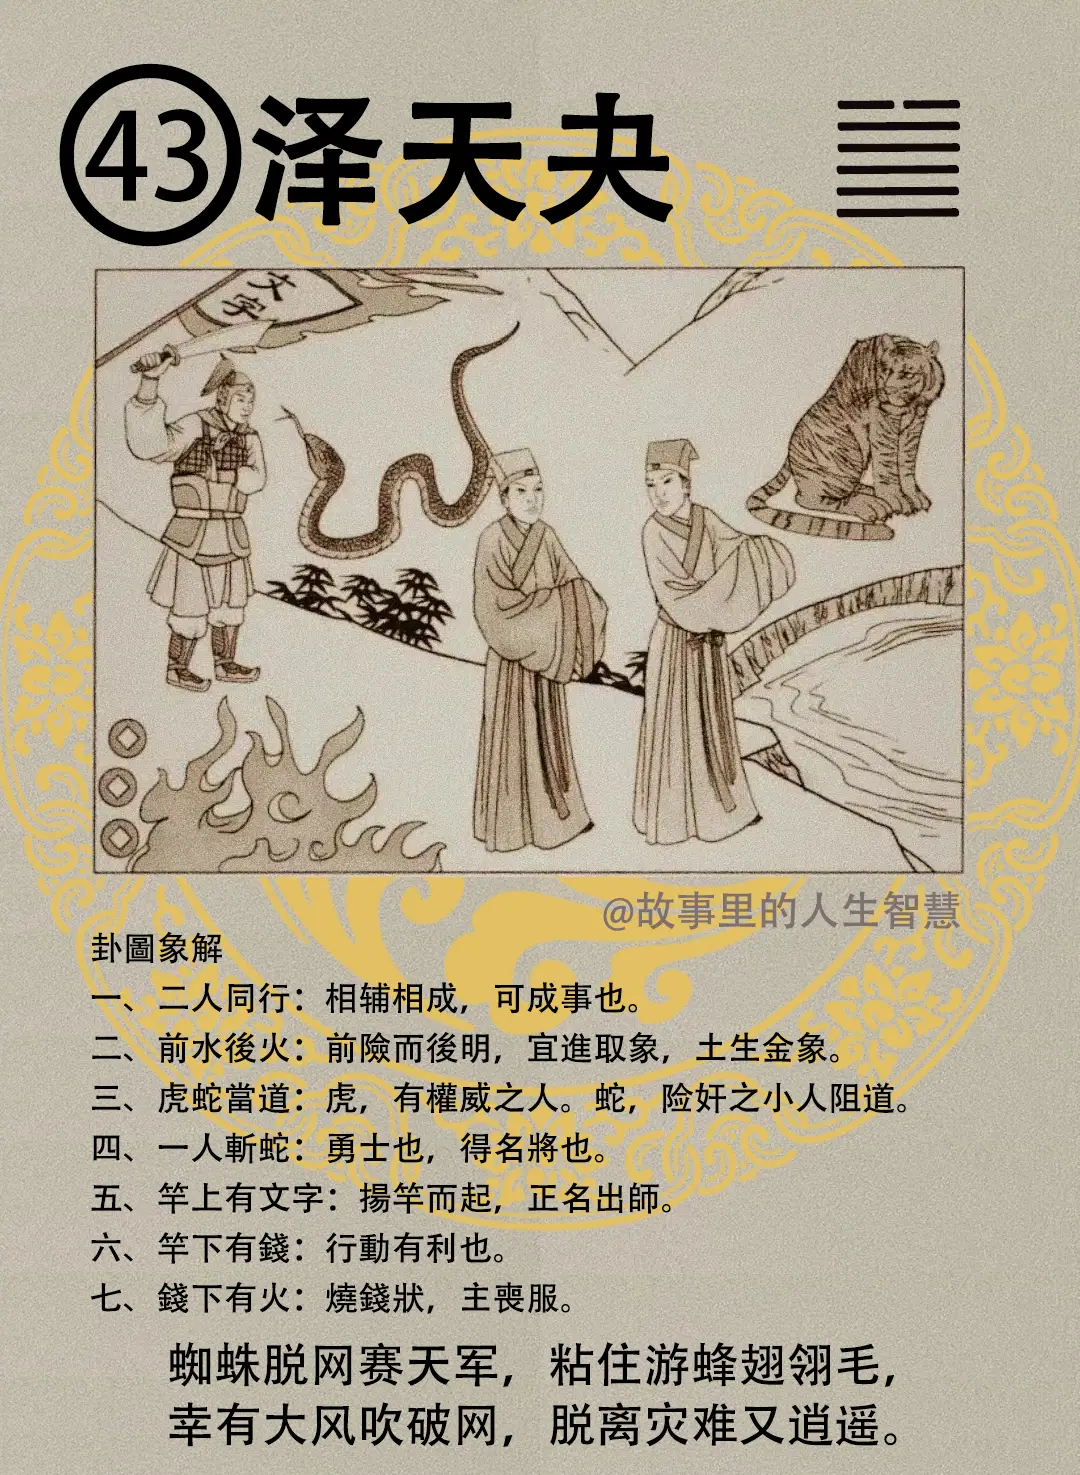 43 泽天夬
文字
@故事里的人生智慧
卦圖象解
一、二人同行：相辅相成，可成事也。
二、前水後火：前險而後明，宜進取象，土生金象。
三、虎蛇當道：虎，有權威之人。蛇，险奸之小人阻道。
四、一人斬蛇：勇士也，得名將也。
五、竿上有文字：揚竿而起，正名出師。
六、竿下有錢：行動有利也。
七、錢下有火：燒錢狀，主喪服。
蜘蛛脱网赛天军，粘住游蜂翅翎毛，
幸有大风吹破网，脱离灾难又逍遥。